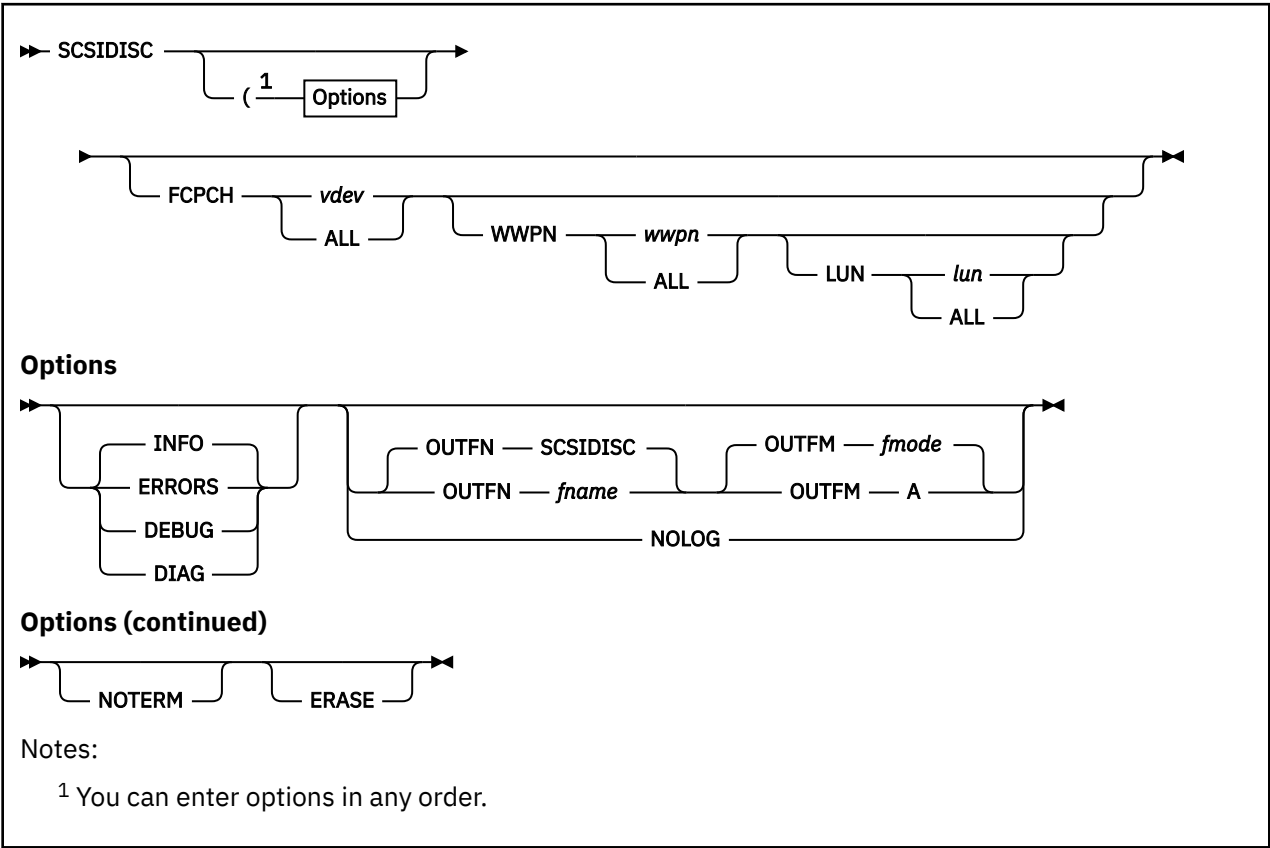 SCSIDISC
( 1 Options
FCPCH vdev WWPN wwpn LUN lun
ALL ALL ALL
Options
INFO OUTFN SCSIDISC OUTFM fmode
ERRORS OUTFN fname OUTFM A
DEBUG NOLOG
DIAG
Options (continued)
NOTERM ERASE
Notes:
1 You can enter options in any order.